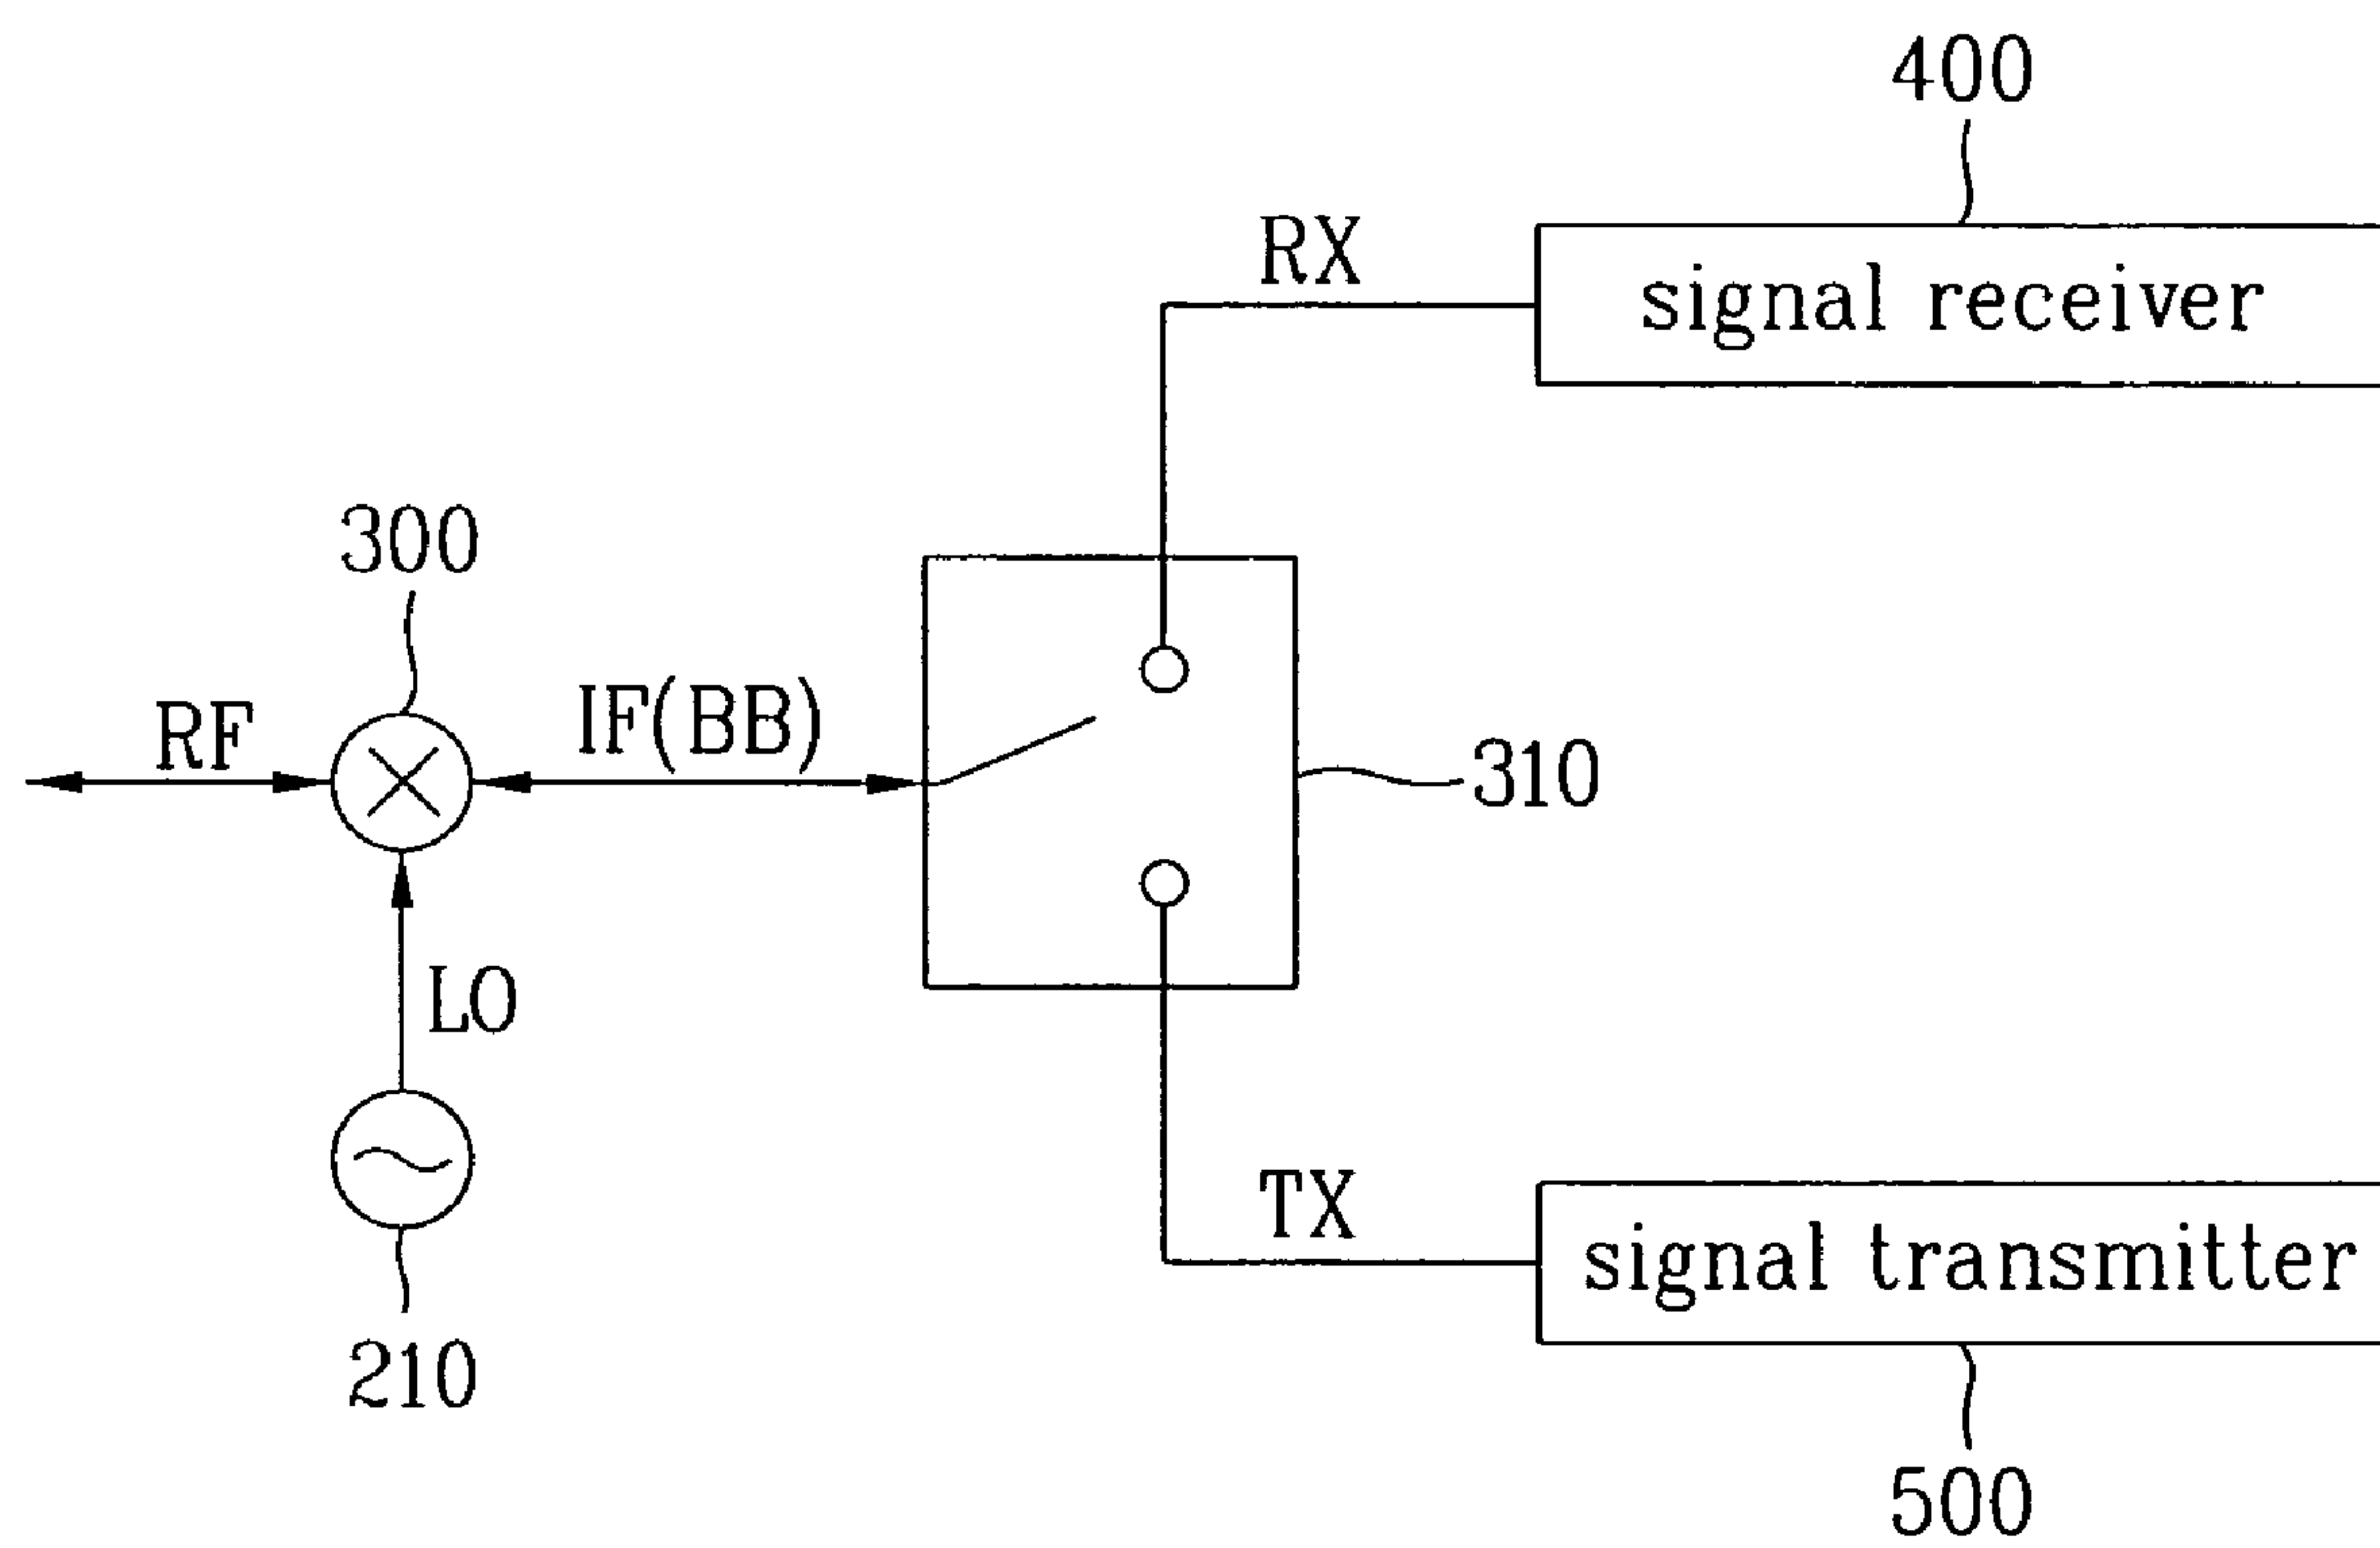 400
RX
signal receiver
300
RF
IF(BB)
310
LO
210
TX
signal transmitter
500